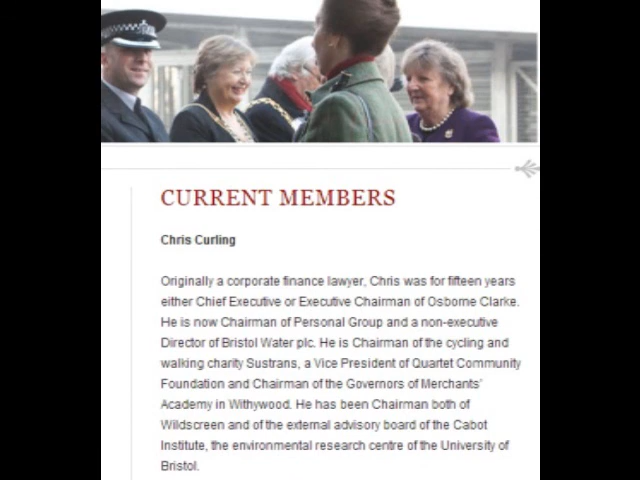 CURRENT MEMBERS
Chris Curling
Originally a corporate finance lawyer, Chris was for fifteen years
either Chief Executive or Executive Chairman of Osborne Clarke.
He is now Chairman of Personal Group and a non-executive
Director of Bristol Water plc. He is Chairman of the cycling and
walking charity Sustrans, a Vice President of Quartet Community
Foundation and Chairman of the Governors of Merchants'
Academy in Withywood. He has been Chairman both of
Wildscreen and of the external advisory board of the Cabot
Institute, the environmental research centre of the University of
Bristol.